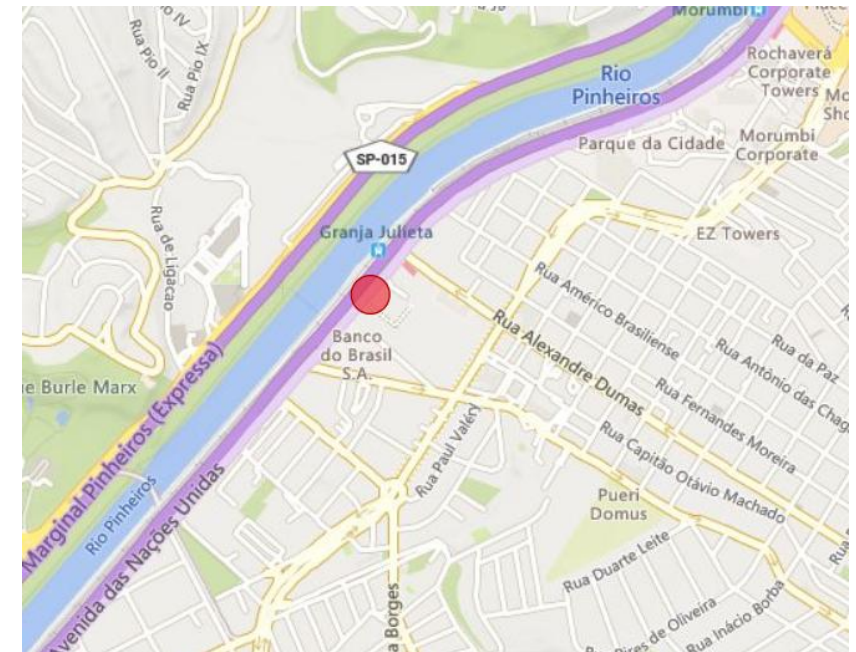 Morumbi
Rua Pio II
Rua Pio IX
Rio
Pinheiros
Rochaverá
Corporate
Towers
SP-015
Parque da Cidade
Morumbi
Corporate
Rua de Ligacao
Granja Julieta
EZ Towers
Rua Américo Brasiliense
Rua da Paz
Rua Alexandre Dumas
Rua Antônio das Chag
Banco
do Brasil
S.A.
e Burle Marx
Rua Fernandes Moreira
Rua Paul Valéry
Rua Capitão Otávio Machado
Marginal Pinheiros (Expressa)
Rio Pinheiros
Avenida das Nações Unidas
Pueri
Domus
Rua Duarte Leite
a Borges
Pires de Oliveira
Rua Inácio Borba